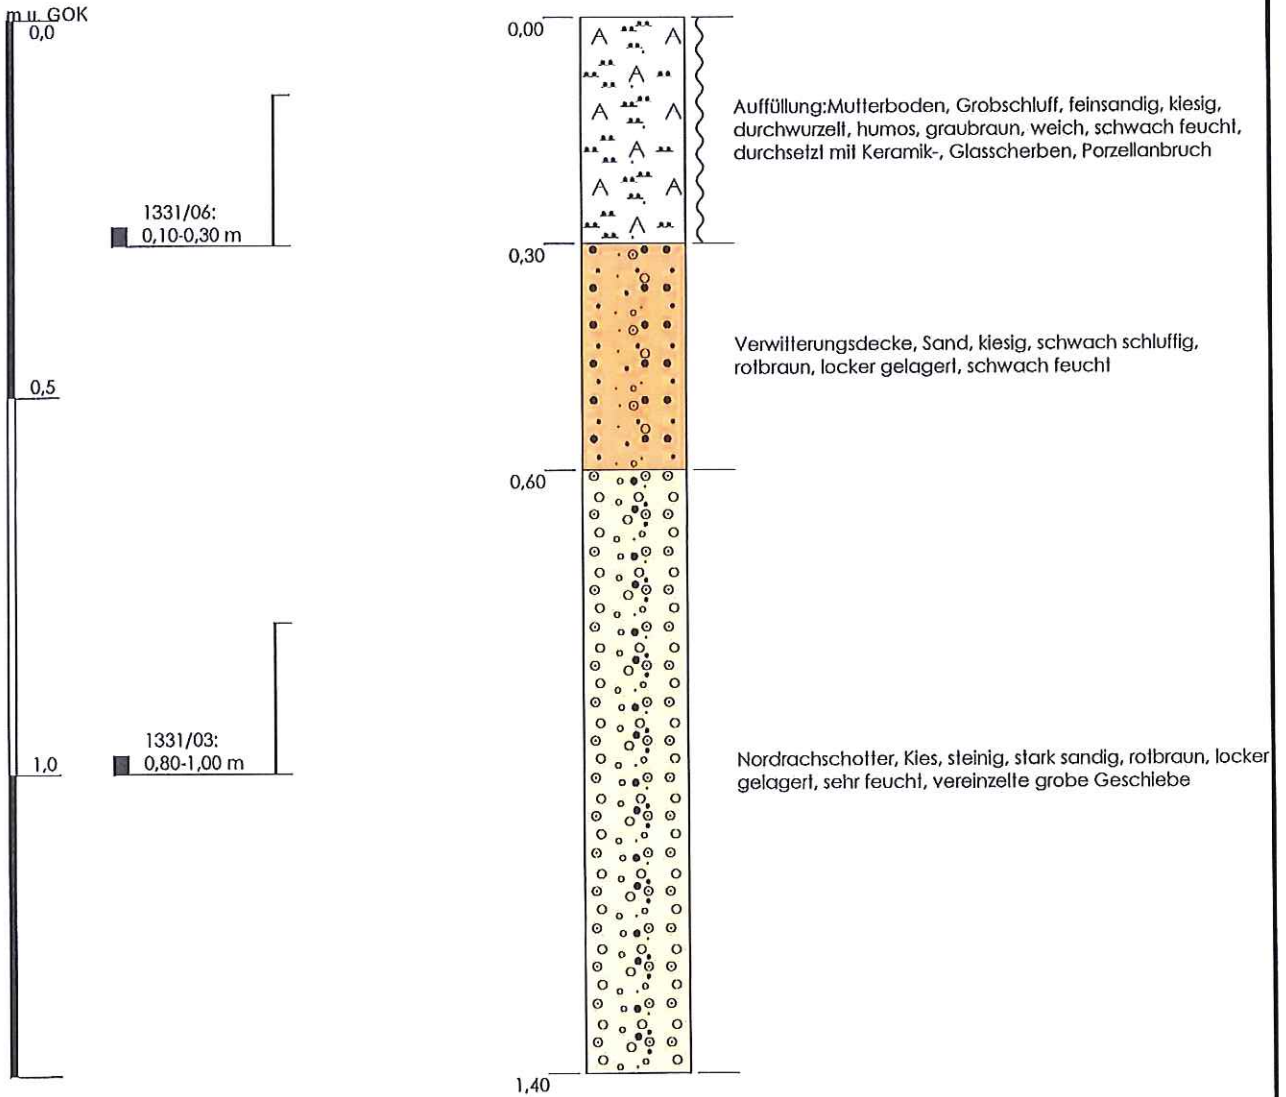 m u. GOK
0,0
0,00
Auffüllung:Mutterboden, Grobschluff, feinsandig, kiesig,
durchwurzelt, humos, graubraun, weich, schwach feucht,
durchsetzt mit Keramik-, Glasscherben, Porzellanbruch
1331/06:
0,10-0,30 m
0,30
Verwitterungsdecke, Sand, kiesig, schwach schluffig,
rotbraun, locker gelagert, schwach feucht
0,5
0,60
1331/03:
0,80-1,00 m
1,0
Nordrachschotter, Kies, steinig, stark sandig, rotbraun, locker
gelagert, sehr feucht, vereinzelte grobe Geschiebe
1,40